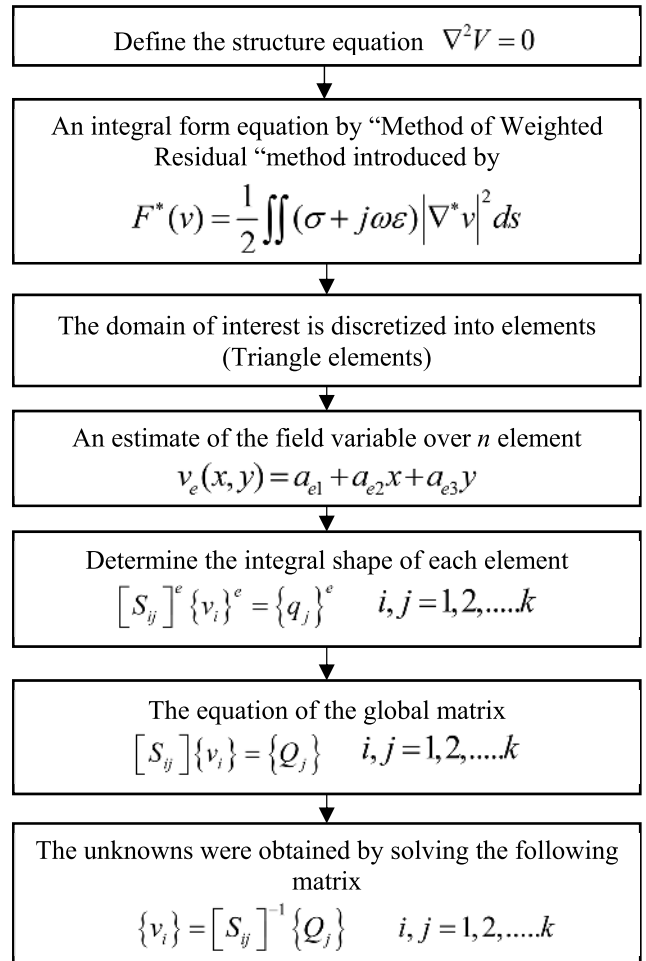 Define the structure equation ∇²V = 0
An integral form equation by “Method of Weighted
Residual “method introduced by
F*(v) = 1/2 ∬(σ + jωε)|∇*v|² ds
The domain of interest is discretized into elements
(Triangle elements)
An estimate of the field variable over n element
vₑ(x, y) = aₑ₁ + aₑ₂x + aₑ₃y
Determine the integral shape of each element
[S_ij]^e {v_i}^e = {q_j}^e i, j = 1,2,.....k
The equation of the global matrix
[S_ij]{v_i} = {Q_j} i, j = 1,2,.....k
The unknowns were obtained by solving the following
matrix
{v_i} = [S_ij]^-1 {Q_j} i, j = 1,2,.....k